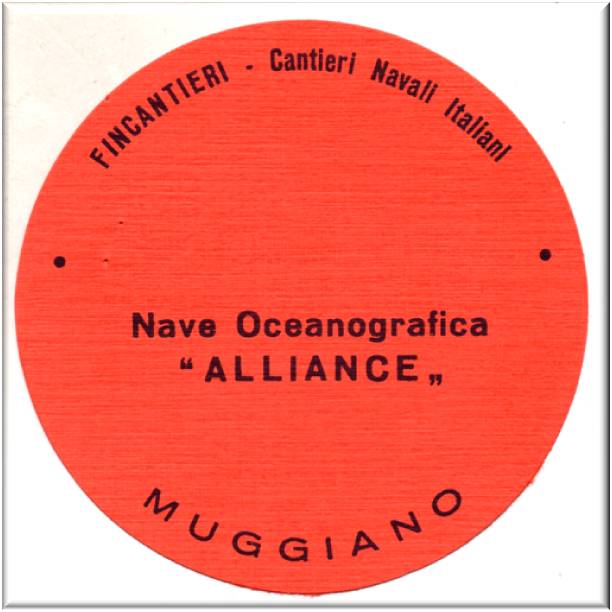 FINCANTIERI - Cantieri Navali Italiani
Nave Oceanografica
“ ALLIANCE „
MUGGIANO